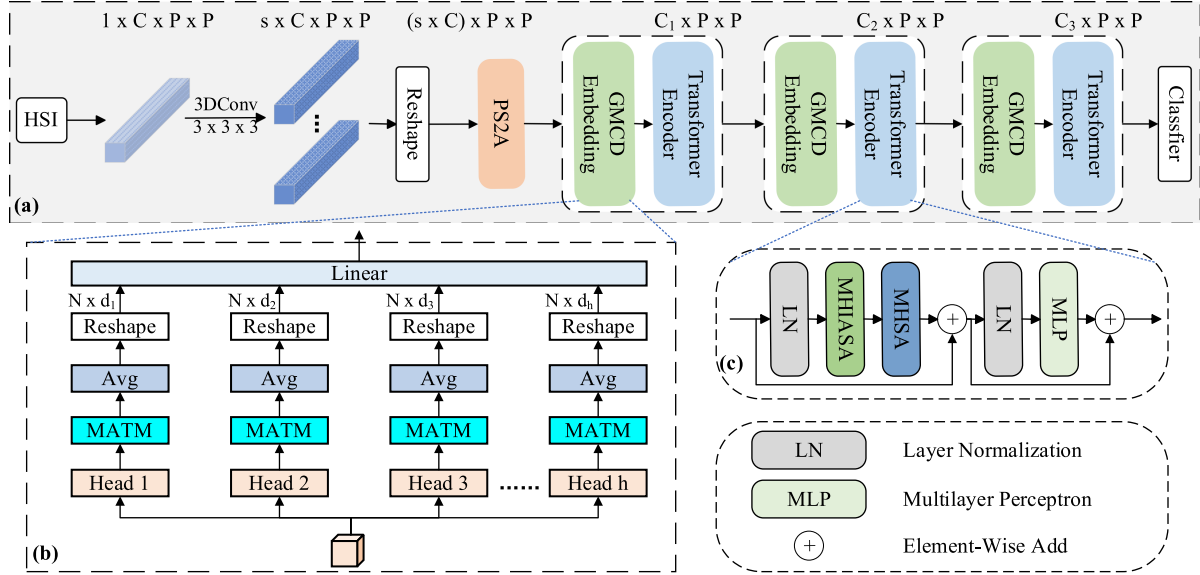 1 x C x P x P
s x C x P x P
(s x C) x P x P
C₁ x P x P
C₂ x P x P
C₃ x P x P
HSI
3DConv
3 x 3 x 3
Reshape
PS2A
GMCD
Embedding
Transformer
Encoder
GMCD
Embedding
Transformer
Encoder
GMCD
Embedding
Transformer
Encoder
Classfier
(a)
Linear
N x d₁
N x d₂
N x d₃
N x dₕ
Reshape
Reshape
Reshape
Reshape
Avg
Avg
Avg
Avg
MATM
MATM
MATM
MATM
Head 1
Head 2
Head 3
......
Head h
(b)
LN
MHIASA
MHSA
+
LN
MLP
+
(c)
LN Layer Normalization
MLP Multilayer Perceptron
+ Element-Wise Add